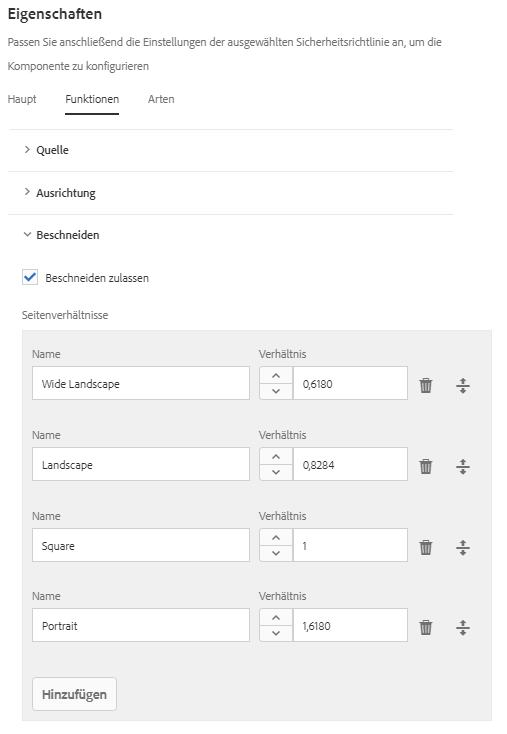 Eigenschaften
Passen Sie anschließend die Einstellungen der ausgewählten Sicherheitsrichtlinie an, um die
Komponente zu konfigurieren
Haupt Funktionen Arten
Quelle
Ausrichtung
Beschneiden
Beschneiden zulassen
Seitenverhältnisse
Name Verhältnis
Wide Landscape 0,6180
Name Verhältnis
Landscape 0,8284
Name Verhältnis
Square 1
Name Verhältnis
Portrait 1,6180
Hinzufügen